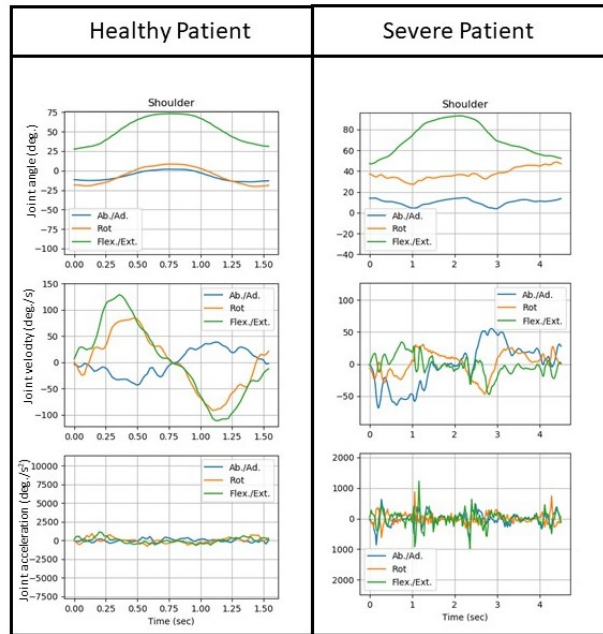 Healthy Patient
Severe Patient
Shoulder
Joint angle (deg.)
75
50
25
0
−25
−50
−75
−100
Ab./Ad.
Rot
Flex./Ext.
0.00 0.25 0.50 0.75 1.00 1.25 1.50
Joint velocity (deg./s)
150
100
50
0
−50
−100
Ab./Ad.
Rot
Flex./Ext.
0.00 0.25 0.50 0.75 1.00 1.25 1.50
Joint acceleration (deg./s²)
10000
7500
5000
2500
0
−2500
−5000
−7500
Ab./Ad.
Rot
Flex./Ext.
0.00 0.25 0.50 0.75 1.00 1.25 1.50
Time (sec)
Shoulder
80
60
40
20
0
−20
−40
Ab./Ad.
Rot
Flex./Ext.
0 1 2 3 4
100
50
0
−50
Ab./Ad.
Rot
Flex./Ext.
0 1 2 3 4
2000
1000
0
1000
2000
Ab./Ad.
Rot
Flex./Ext.
0 1 2 3 4
Time (sec)